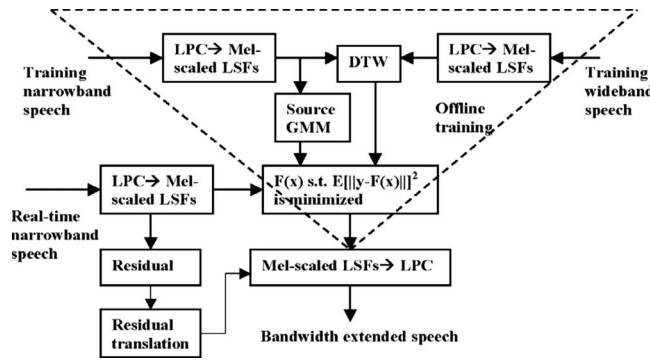 LPC→ Mel-
scaled LSFs
DTW
LPC→ Mel-
scaled LSFs
Training
narrowband
speech
Training
wideband
speech
Source
GMM
Offline
training
LPC→ Mel-
scaled LSFs
F(x) s.t. E[||y-F(x)||]²
is minimized
Real-time
narrowband
speech
Residual
Mel-scaled LSFs→ LPC
Residual
translation
Bandwidth extended speech